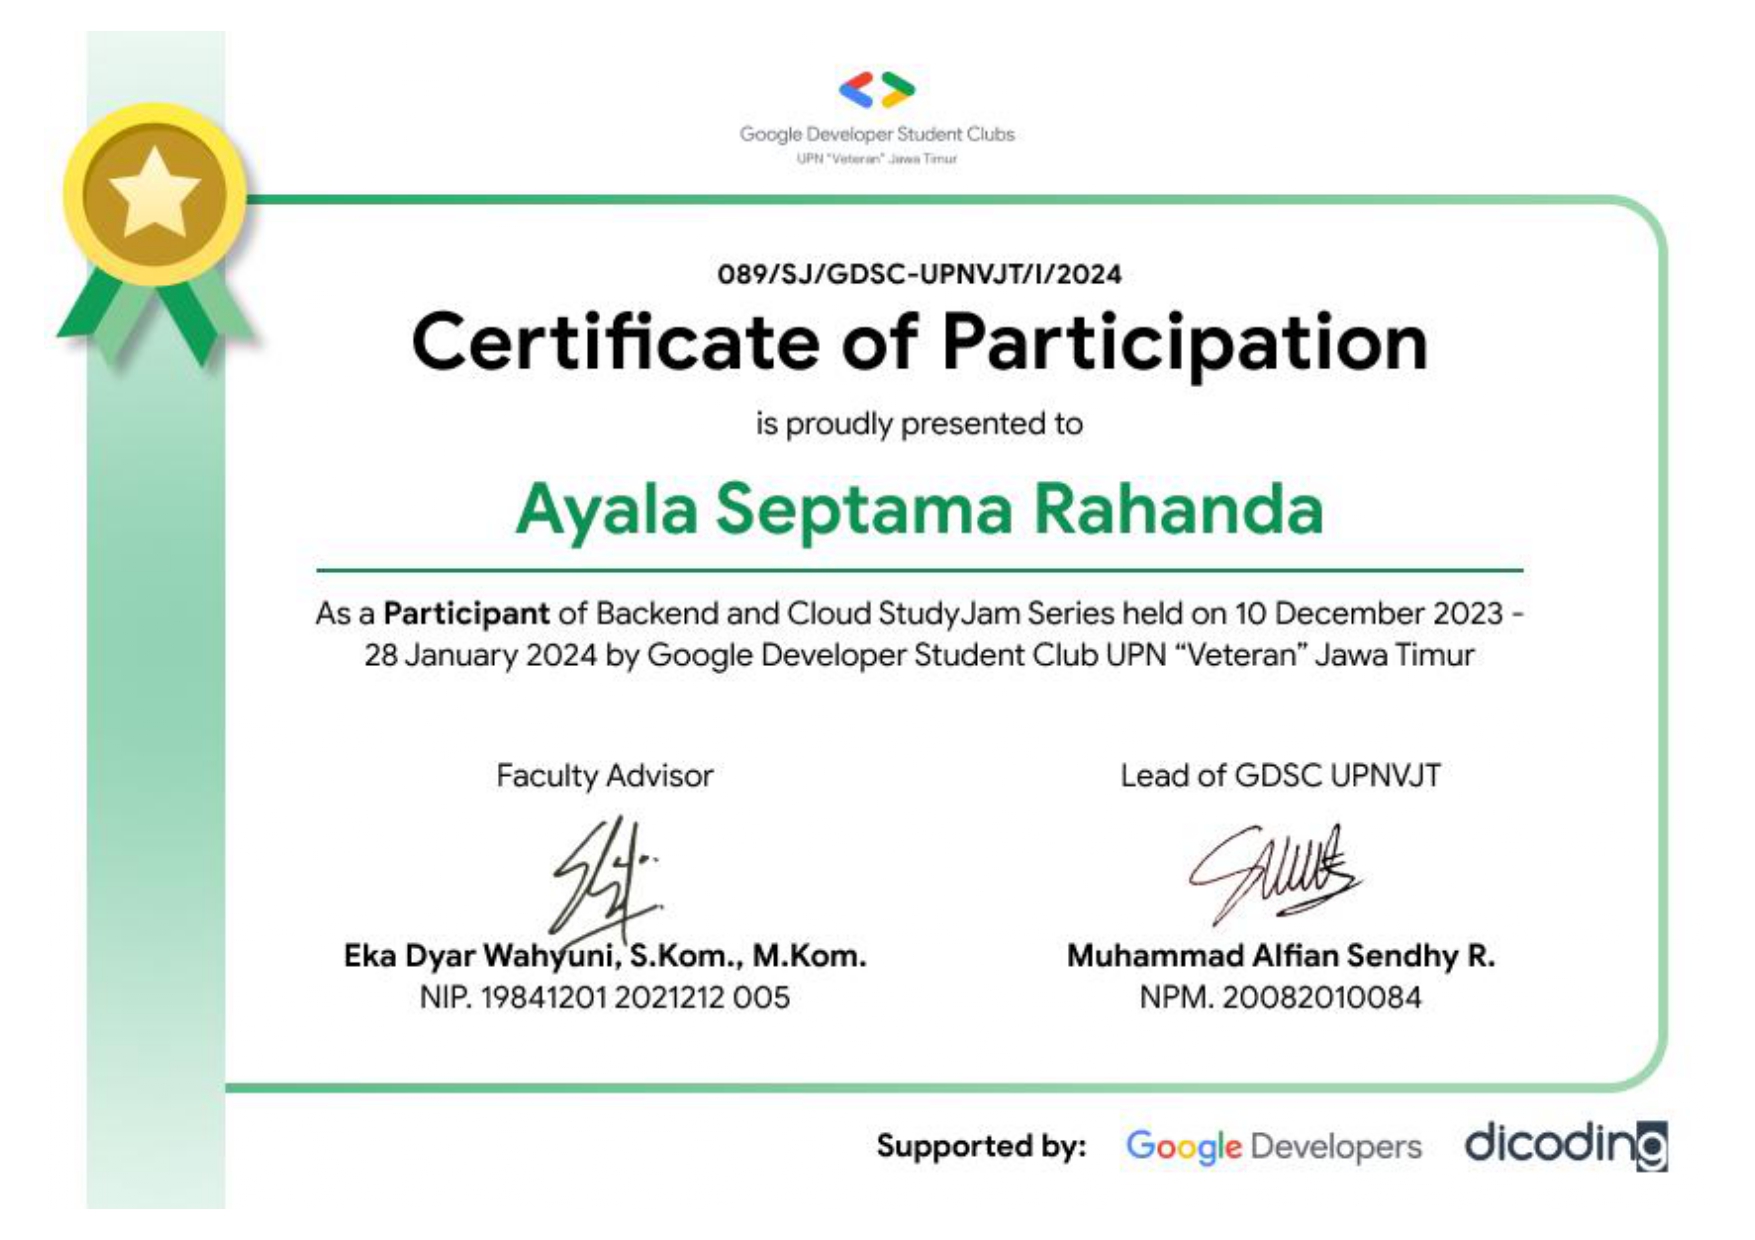 Google Developer Student Clubs
UPN "Veteran" Jawa Timur
089/SJ/GDSC-UPNVJT/I/2024
Certificate of Participation
is proudly presented to
Ayala Septama Rahanda
As a Participant of Backend and Cloud StudyJam Series held on 10 December 2023 -
28 January 2024 by Google Developer Student Club UPN “Veteran” Jawa Timur
Faculty Advisor
Lead of GDSC UPNVJT
Eka Dyar Wahyuni, S.Kom., M.Kom.
NIP. 19841201 2021212 005
Muhammad Alfian Sendhy R.
NPM. 20082010084
Supported by: Google Developers dicoding